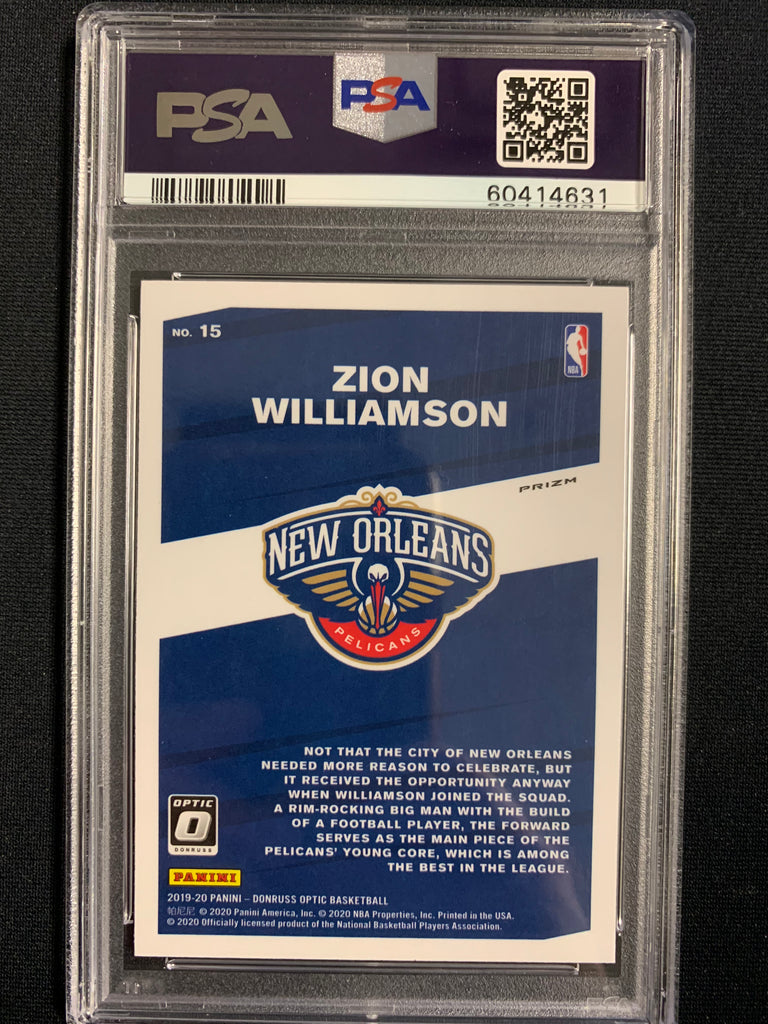 PSA
PSA
60414631
NO. 15
NBA
ZION
WILLIAMSON
PRIZM
NEW ORLEANS
PELICANS
NOT THAT THE CITY OF NEW ORLEANS
NEEDED MORE REASON TO CELEBRATE, BUT
IT RECEIVED THE OPPORTUNITY ANYWAY
WHEN WILLIAMSON JOINED THE SQUAD.
A RIM-ROCKING BIG MAN WITH THE BUILD
OF A FOOTBALL PLAYER, THE FORWARD
SERVES AS THE MAIN PIECE OF THE
PELICANS' YOUNG CORE, WHICH IS AMONG
THE BEST IN THE LEAGUE.
OPTIC
O
DONRUSS
PANINI
2019-20 PANINI – DONRUSS OPTIC BASKETBALL
帕尼尼 © 2020 Panini America, Inc. © 2020 NBA Properties, Inc. Printed in the USA.
© 2020 Officially licensed product of the National Basketball Players Association.